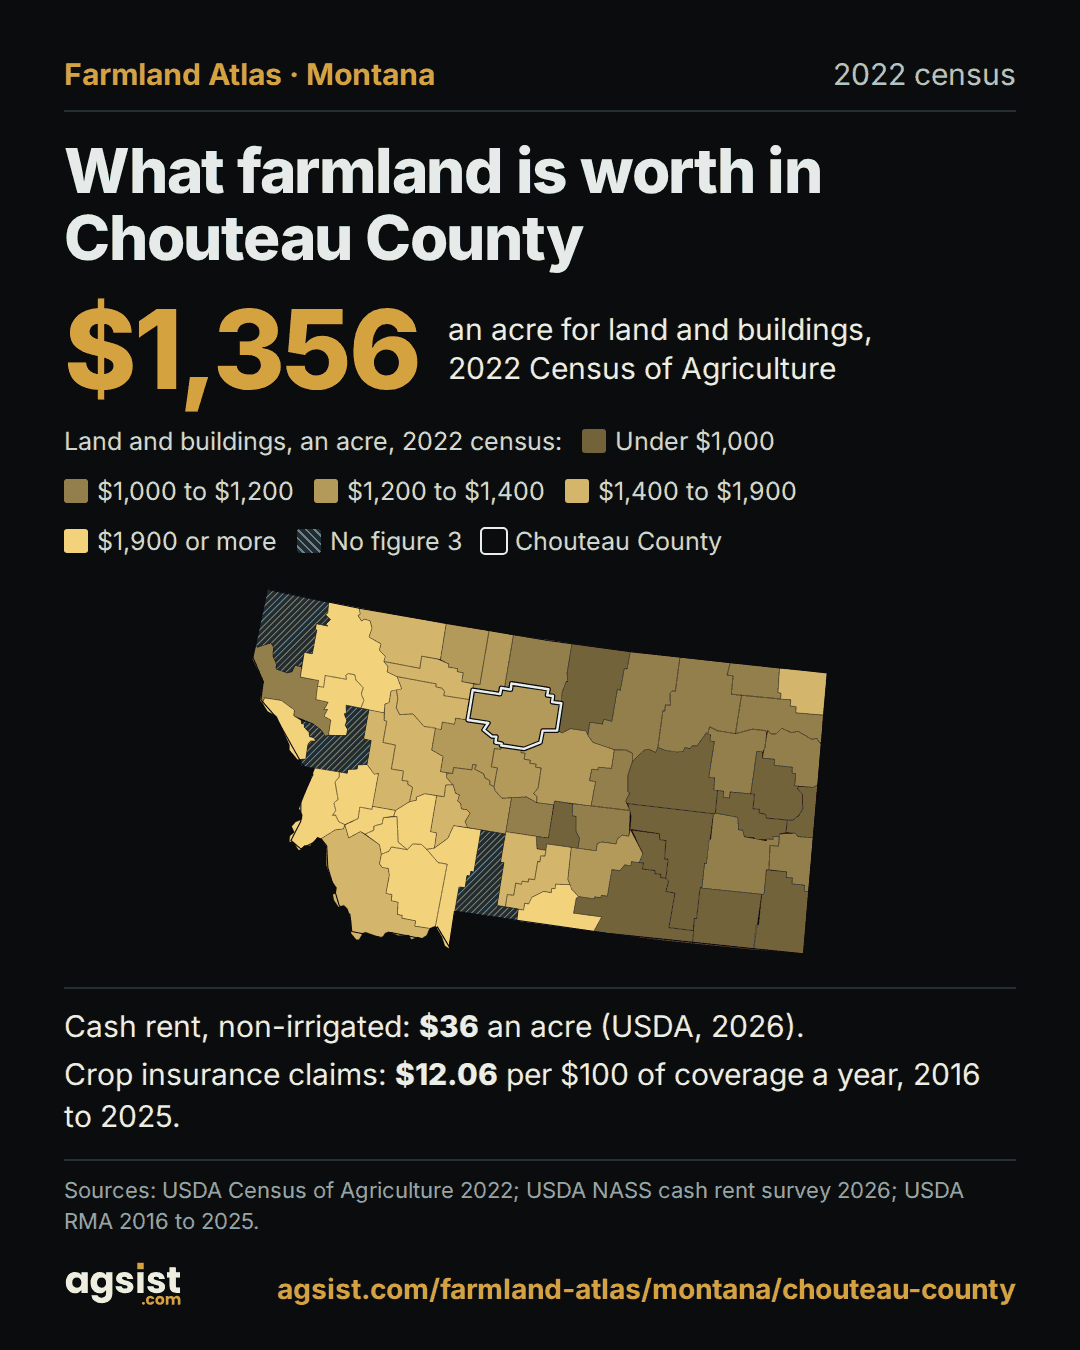 Farmland Atlas · Montana
2022 census
What farmland is worth in
Chouteau County
$1,356
an acre for land and buildings,
2022 Census of Agriculture
Land and buildings, an acre, 2022 census: Under $1,000
$1,000 to $1,200 $1,200 to $1,400 $1,400 to $1,900
$1,900 or more No figure 3 Chouteau County
Cash rent, non-irrigated: $36 an acre (USDA, 2026).
Crop insurance claims: $12.06 per $100 of coverage a year, 2016
to 2025.
Sources: USDA Census of Agriculture 2022; USDA NASS cash rent survey 2026; USDA
RMA 2016 to 2025.
agsist
.com
agsist.com/farmland-atlas/montana/chouteau-county